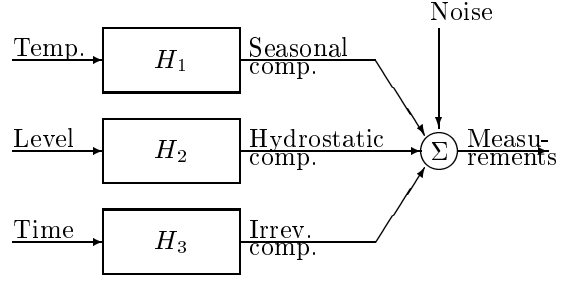 Noise
Temp.
H1
Seasonal
comp.
Level
H2
Hydrostatic
comp.
Σ
Measu-
rements
Time
H3
Irrev.
comp.